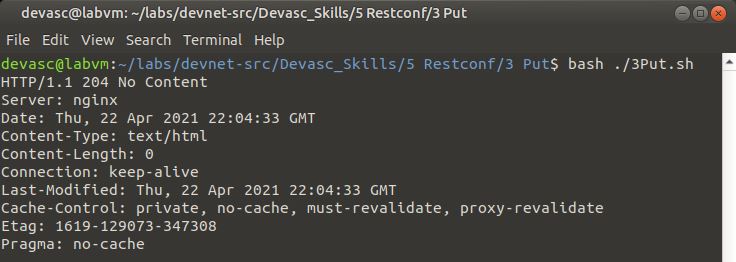 devasc@labvm: ~/labs/devnet-src/Devasc_Skills/5 Restconf/3 Put
File Edit View Search Terminal Help
devasc@labvm:~/labs/devnet-src/Devasc_Skills/5 Restconf/3 Put$ bash ./3Put.sh
HTTP/1.1 204 No Content
Server: nginx
Date: Thu, 22 Apr 2021 22:04:33 GMT
Content-Type: text/html
Content-Length: 0
Connection: keep-alive
Last-Modified: Thu, 22 Apr 2021 22:04:33 GMT
Cache-Control: private, no-cache, must-revalidate, proxy-revalidate
Etag: 1619-129073-347308
Pragma: no-cache